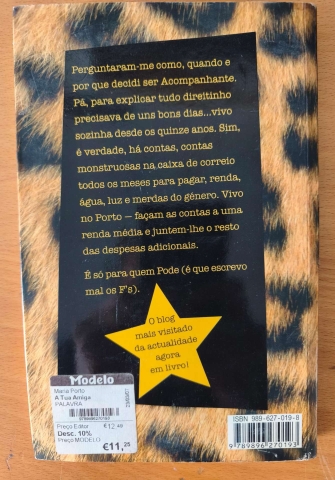 Perguntaram-me como, quando e
por que decidi ser Acompanhante.
Pá, para explicar tudo direitinho
precisava de uns bons dias...vivo
sozinha desde os quinze anos. Sim,
é verdade, há contas, contas
monstruosas na caixa de correio
todos os meses para pagar, renda,
água, luz e merdas do género. Vivo
no Porto – façam as contas a uma
renda média e juntem-lhe o resto
das despesas adicionais.
É só para quem Pode (é que escrevo
mal os F's).
O blog
mais visitado
da actualidade
agora
em livro!
Modelo
Maria Porto
A Tua Amiga
PALAVRA
Preço Editor €12,48
Desc. 10%
Preço MODELO
€11,25
ISBN 989-627-019-8
9789896270193